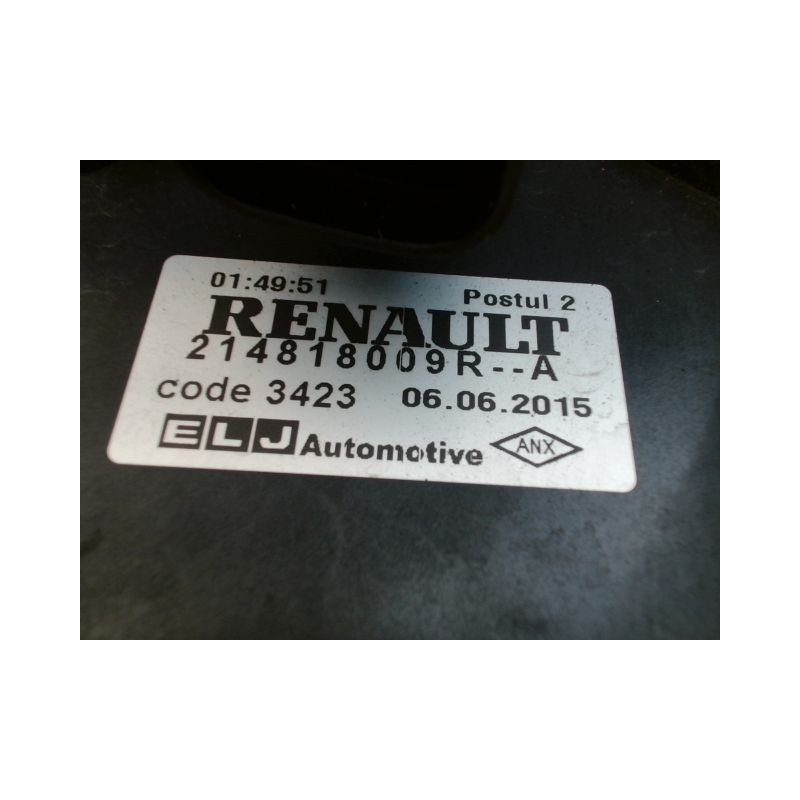 01:49:51 Postul 2
RENAULT
214818009R--A
code 3423 06.06.2015
ELJ Automotive ANX